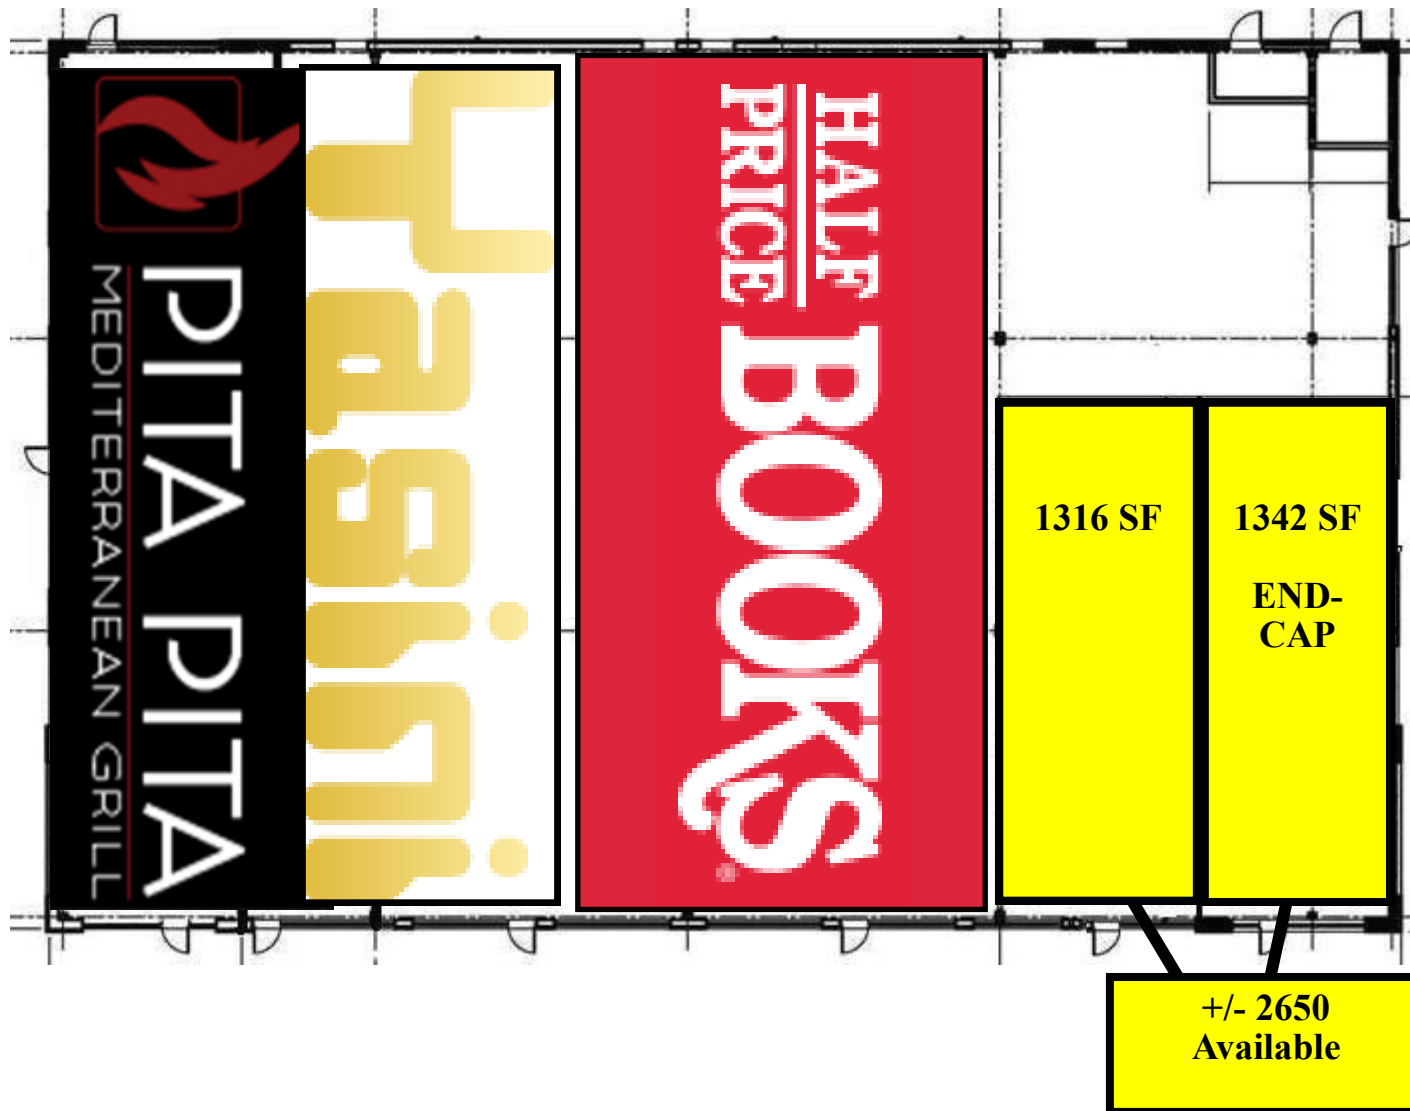 PITA PITA
MEDITERRANEAN GRILL
Yasini
HALF
PRICE
BOOKS
®
1316 SF
1342 SF
END-
CAP
+/- 2650
Available